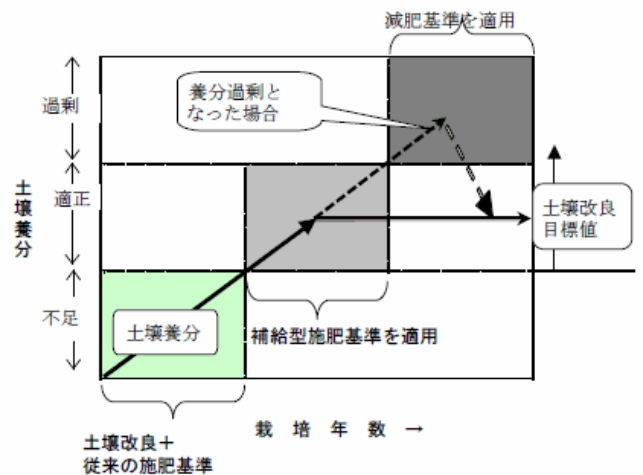 減肥基準を適用
過剰
養分過剰と
なった場合
土壌養分
適正
土壌改良
目標値
不足
土壌養分
補給型施肥基準を適用
栽 培 年 数 →
土壌改良＋
従来の施肥基準